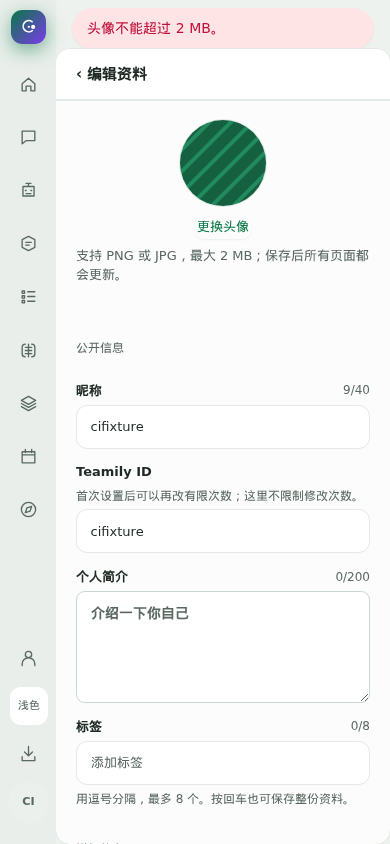 头像不能超过 2 MB。
‹ 编辑资料
更换头像
支持 PNG 或 JPG，最大 2 MB；保存后所有页面都
会更新。
公开信息
昵称 9/40
cifixture
Teamily ID
首次设置后可以再改有限次数；这里不限制修改次数。
cifixture
个人简介 0/200
介绍一下你自己
标签 0/8
添加标签
用逗号分隔，最多 8 个。按回车也可保存整份资料。
浅色
CI